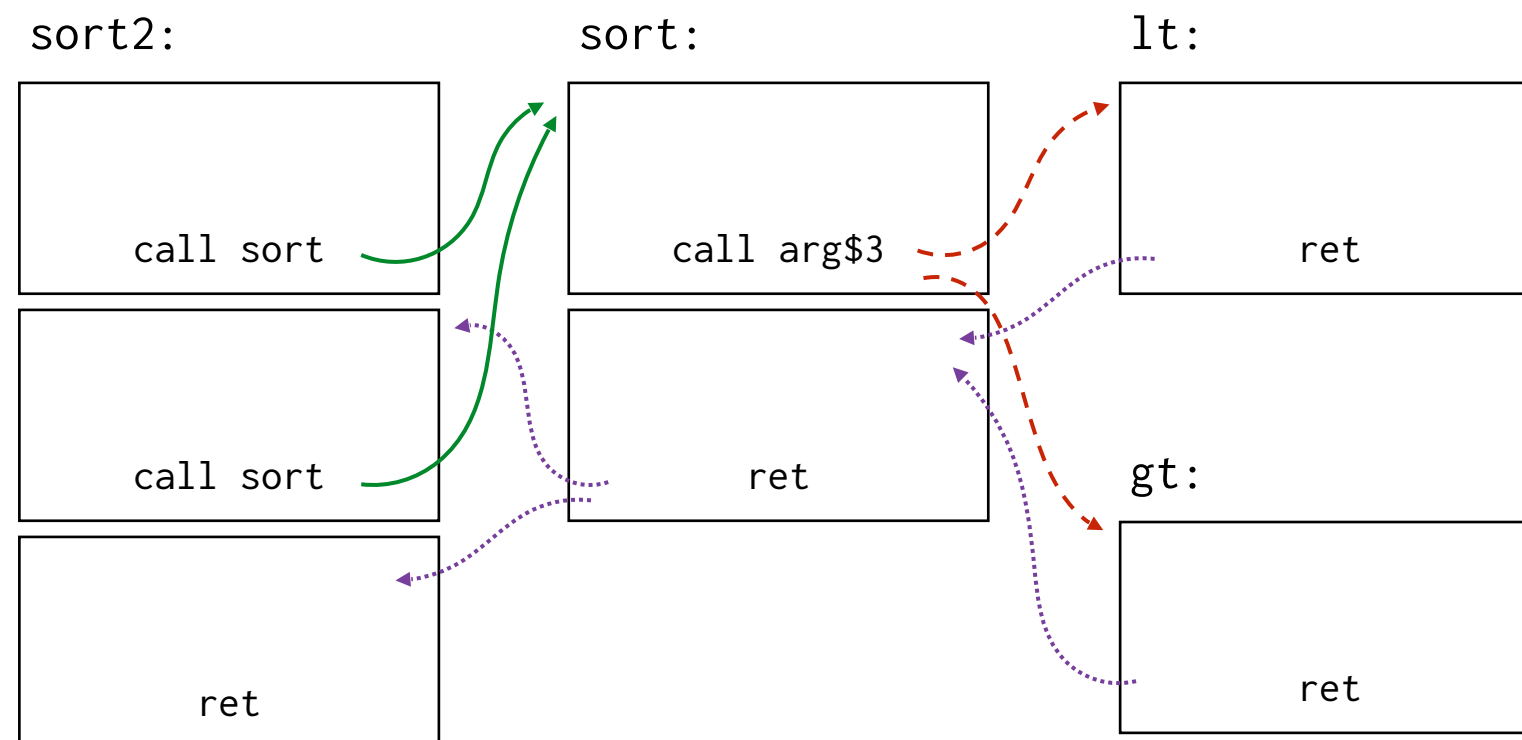 sort2:
call sort
call sort
ret
sort:
call arg$3
ret
lt:
ret
gt:
ret